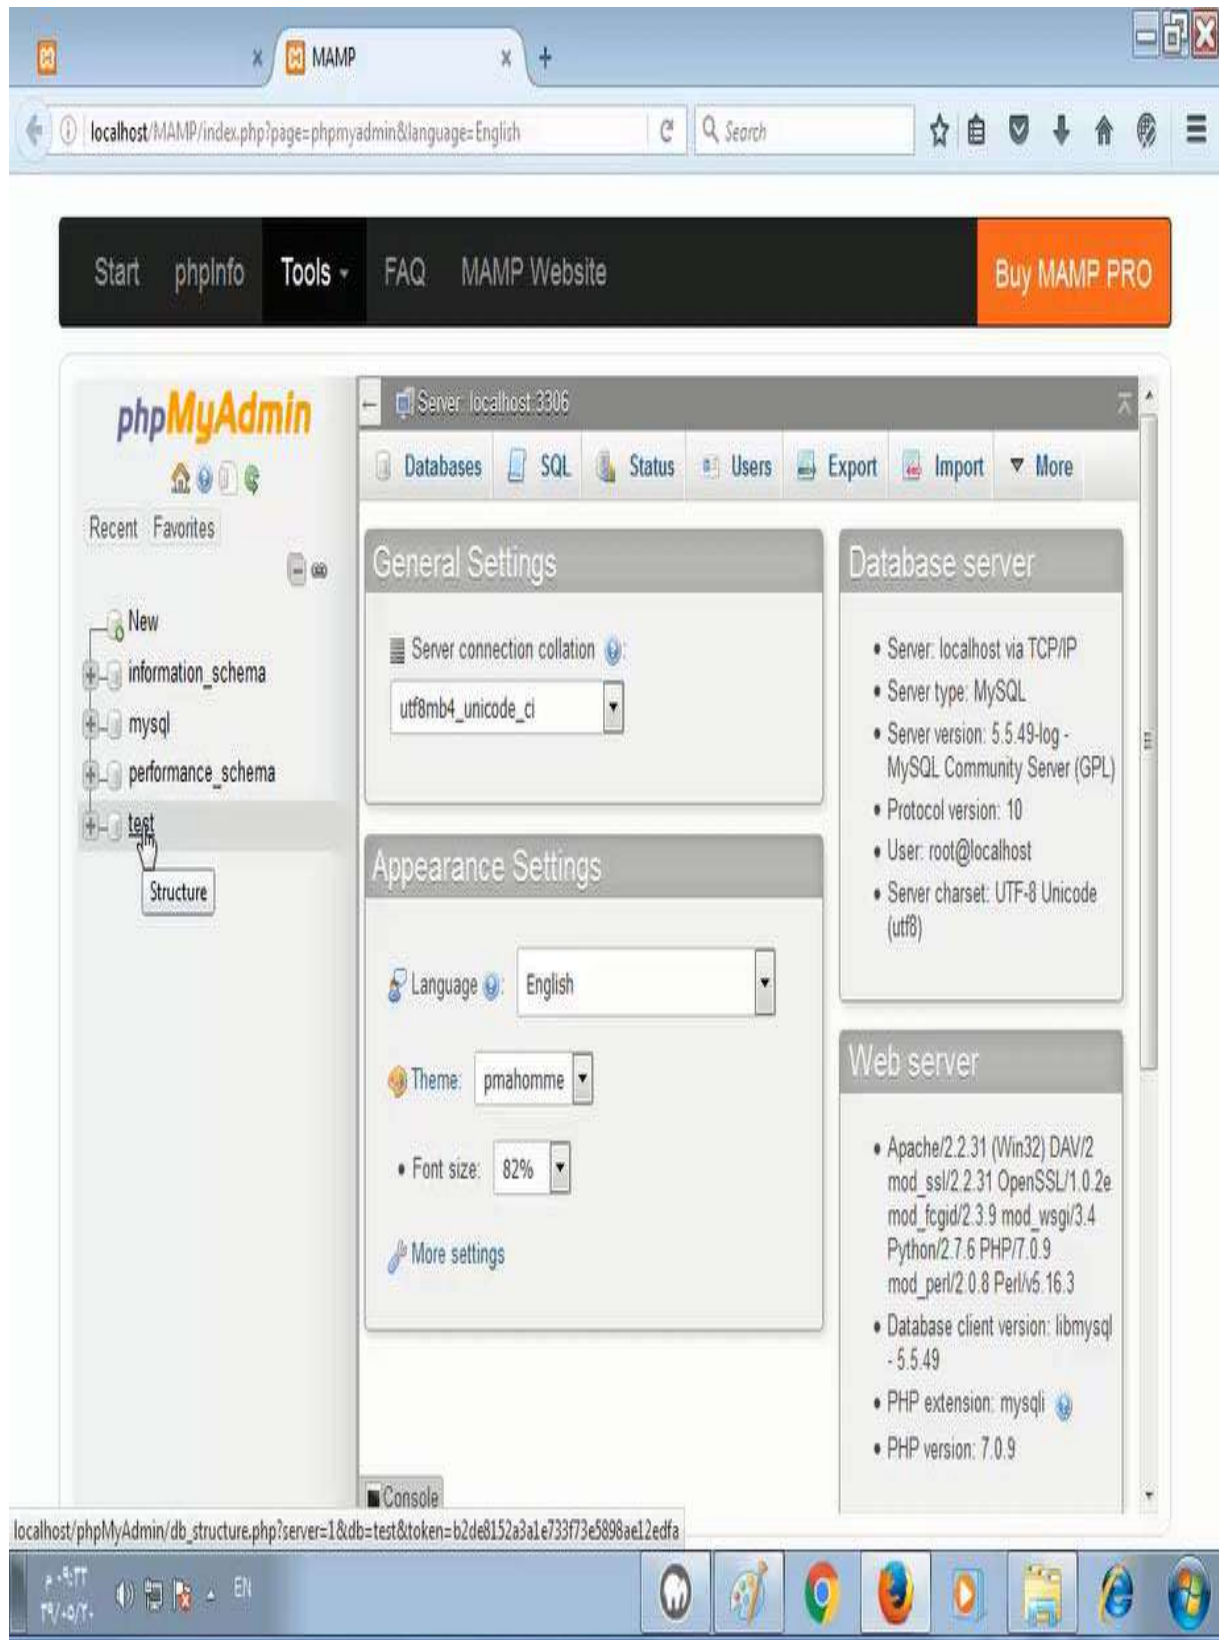 MAMP
localhost/MAMP/index.php?page=phpmyadmin&language=English
Search
Start phpInfo Tools FAQ MAMP Website Buy MAMP PRO
phpMyAdmin
Recent Favorites
New
information_schema
mysql
performance_schema
test
Structure
Server: localhost:3306
Databases SQL Status Users Export Import More
General Settings
Server connection collation :
utf8mb4_unicode_ci
Appearance Settings
Language : English
Theme: pmahomme
• Font size: 82%
More settings
Database server
• Server: localhost via TCP/IP
• Server type: MySQL
• Server version: 5.5.49-log -
MySQL Community Server (GPL)
• Protocol version: 10
• User: root@localhost
• Server charset: UTF-8 Unicode
(utf8)
Web server
• Apache/2.2.31 (Win32) DAV/2
mod_ssl/2.2.31 OpenSSL/1.0.2e
mod_fcgid/2.3.9 mod_wsgi/3.4
Python/2.7.6 PHP/7.0.9
mod_perl/2.0.8 Perl/v5.16.3
• Database client version: libmysql
- 5.5.49
• PHP extension: mysqli
• PHP version: 7.0.9
Console
localhost/phpMyAdmin/db_structure.php?server=1&db=test&token=b2de8152a3a1e733f73e5898ae12edfa
EN